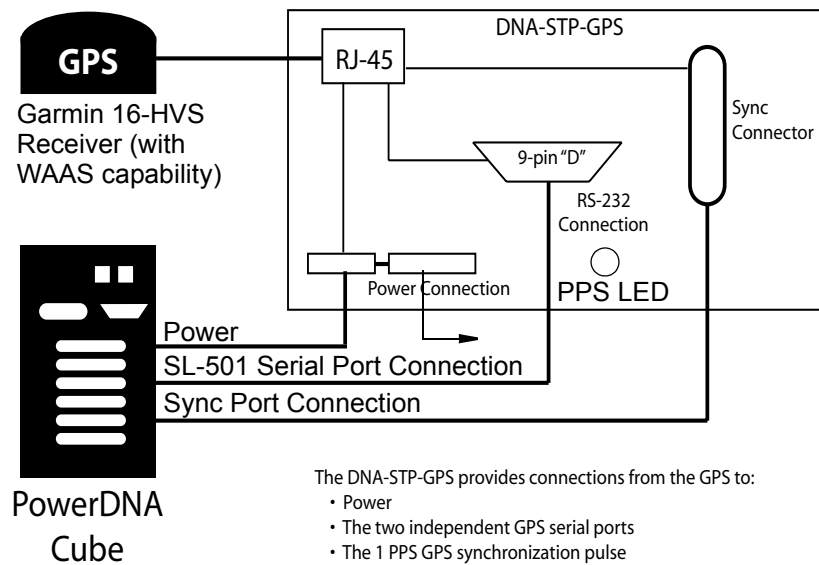 DNA-STP-GPS
GPS
RJ-45
Garmin 16-HVS
Receiver (with
WAAS capability)
Sync
Connector
9-pin “D”
RS-232
Connection
Power Connection
PPS LED
Power
SL-501 Serial Port Connection
Sync Port Connection
PowerDNA
Cube
The DNA-STP-GPS provides connections from the GPS to:
• Power
• The two independent GPS serial ports
• The 1 PPS GPS synchronization pulse